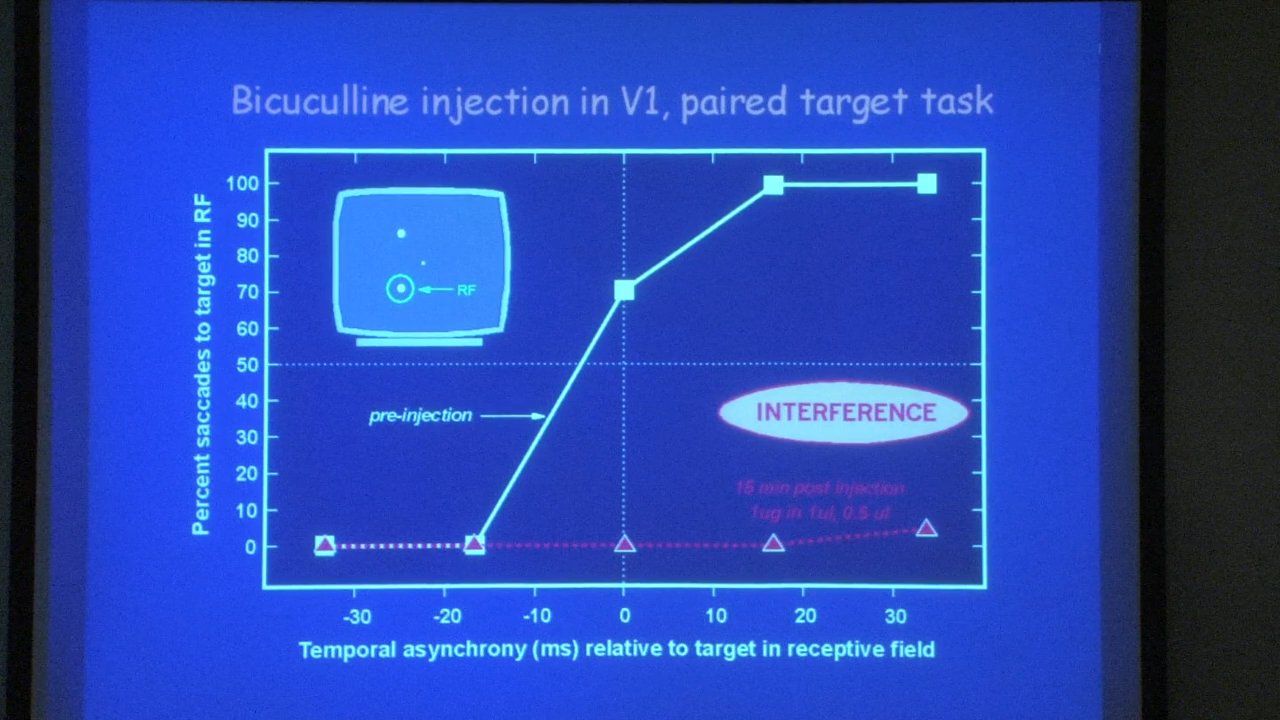 Bicuculline injection in V1, paired target task
Percent saccades to target in RF
100
90
80
70
60
50
40
30
20
10
0
RF
pre-injection
INTERFERENCE
15 min post injection
1ug in 1ul, 0.5 ul
-30
-20
-10
0
10
20
30
Temporal asynchrony (ms) relative to target in receptive field